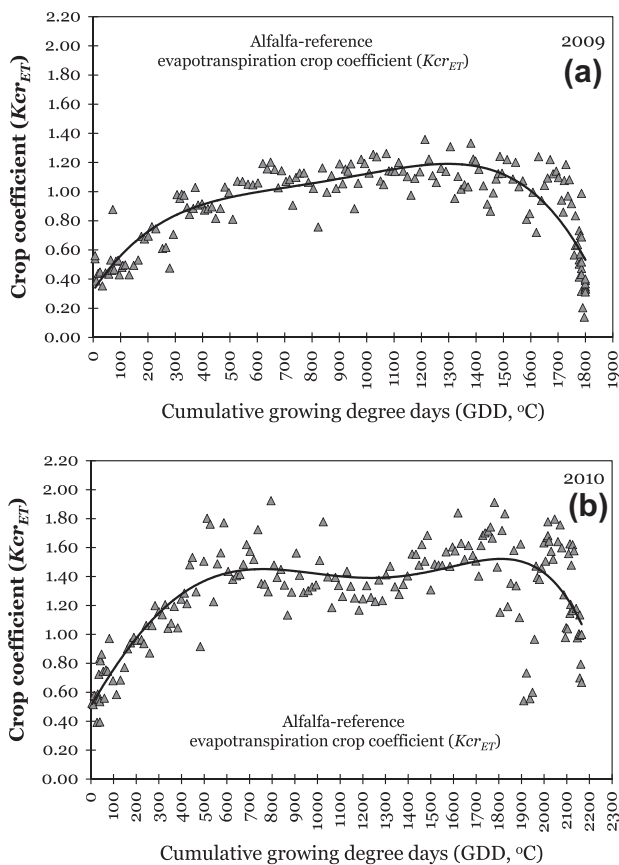 2.20
2.00
1.80
1.60
1.40
1.20
1.00
0.80
0.60
0.40
0.20
0.00
Crop coefficient (KcrET)
Alfalfa-reference
evapotranspiration crop coefficient (KcrET)
2009
(a)
0 100 200 300 400 500 600 700 800 900 1000 1100 1200 1300 1400 1500 1600 1700 1800 1900
Cumulative growing degree days (GDD, °C)
2.20
2.00
1.80
1.60
1.40
1.20
1.00
0.80
0.60
0.40
0.20
0.00
Crop coefficient (KcrET)
2010
(b)
Alfalfa-reference
evapotranspiration crop coefficient (KcrET)
0 100 200 300 400 500 600 700 800 900 1000 1100 1200 1300 1400 1500 1600 1700 1800 1900 2000 2100 2200 2300
Cumulative growing degree days (GDD, °C)